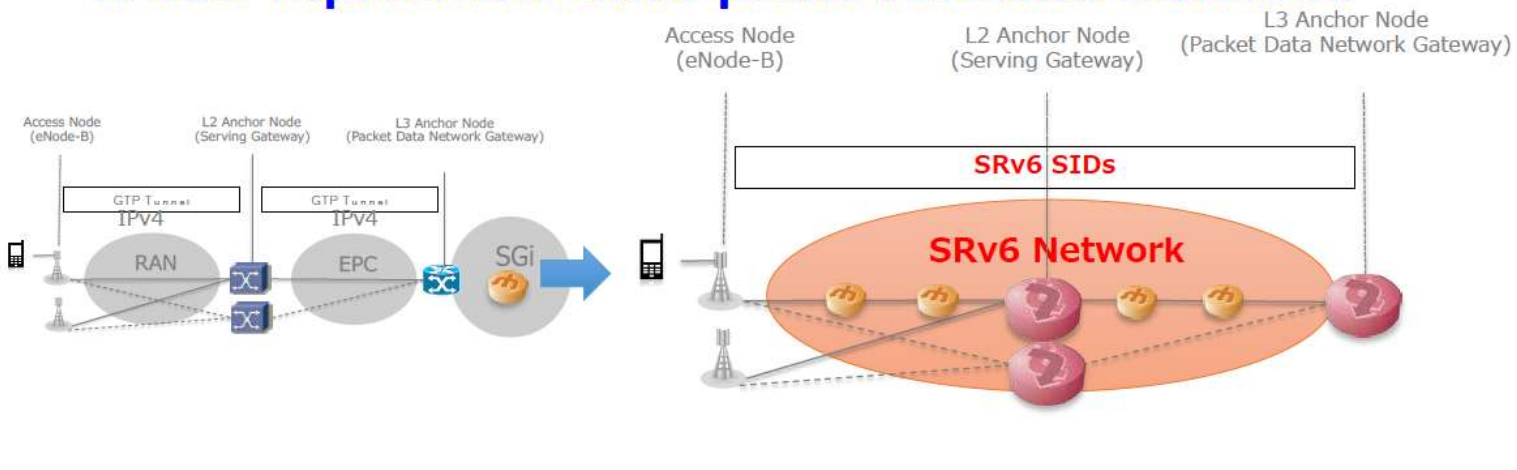 Access Node
(eNode-B)
L2 Anchor Node
(Serving Gateway)
L3 Anchor Node
(Packet Data Network Gateway)
GTP Tunnel
IPv4
GTP Tunnel
IPv4
RAN
EPC
SGi
Access Node
(eNode-B)
L2 Anchor Node
(Serving Gateway)
L3 Anchor Node
(Packet Data Network Gateway)
SRv6 SIDs
SRv6 Network